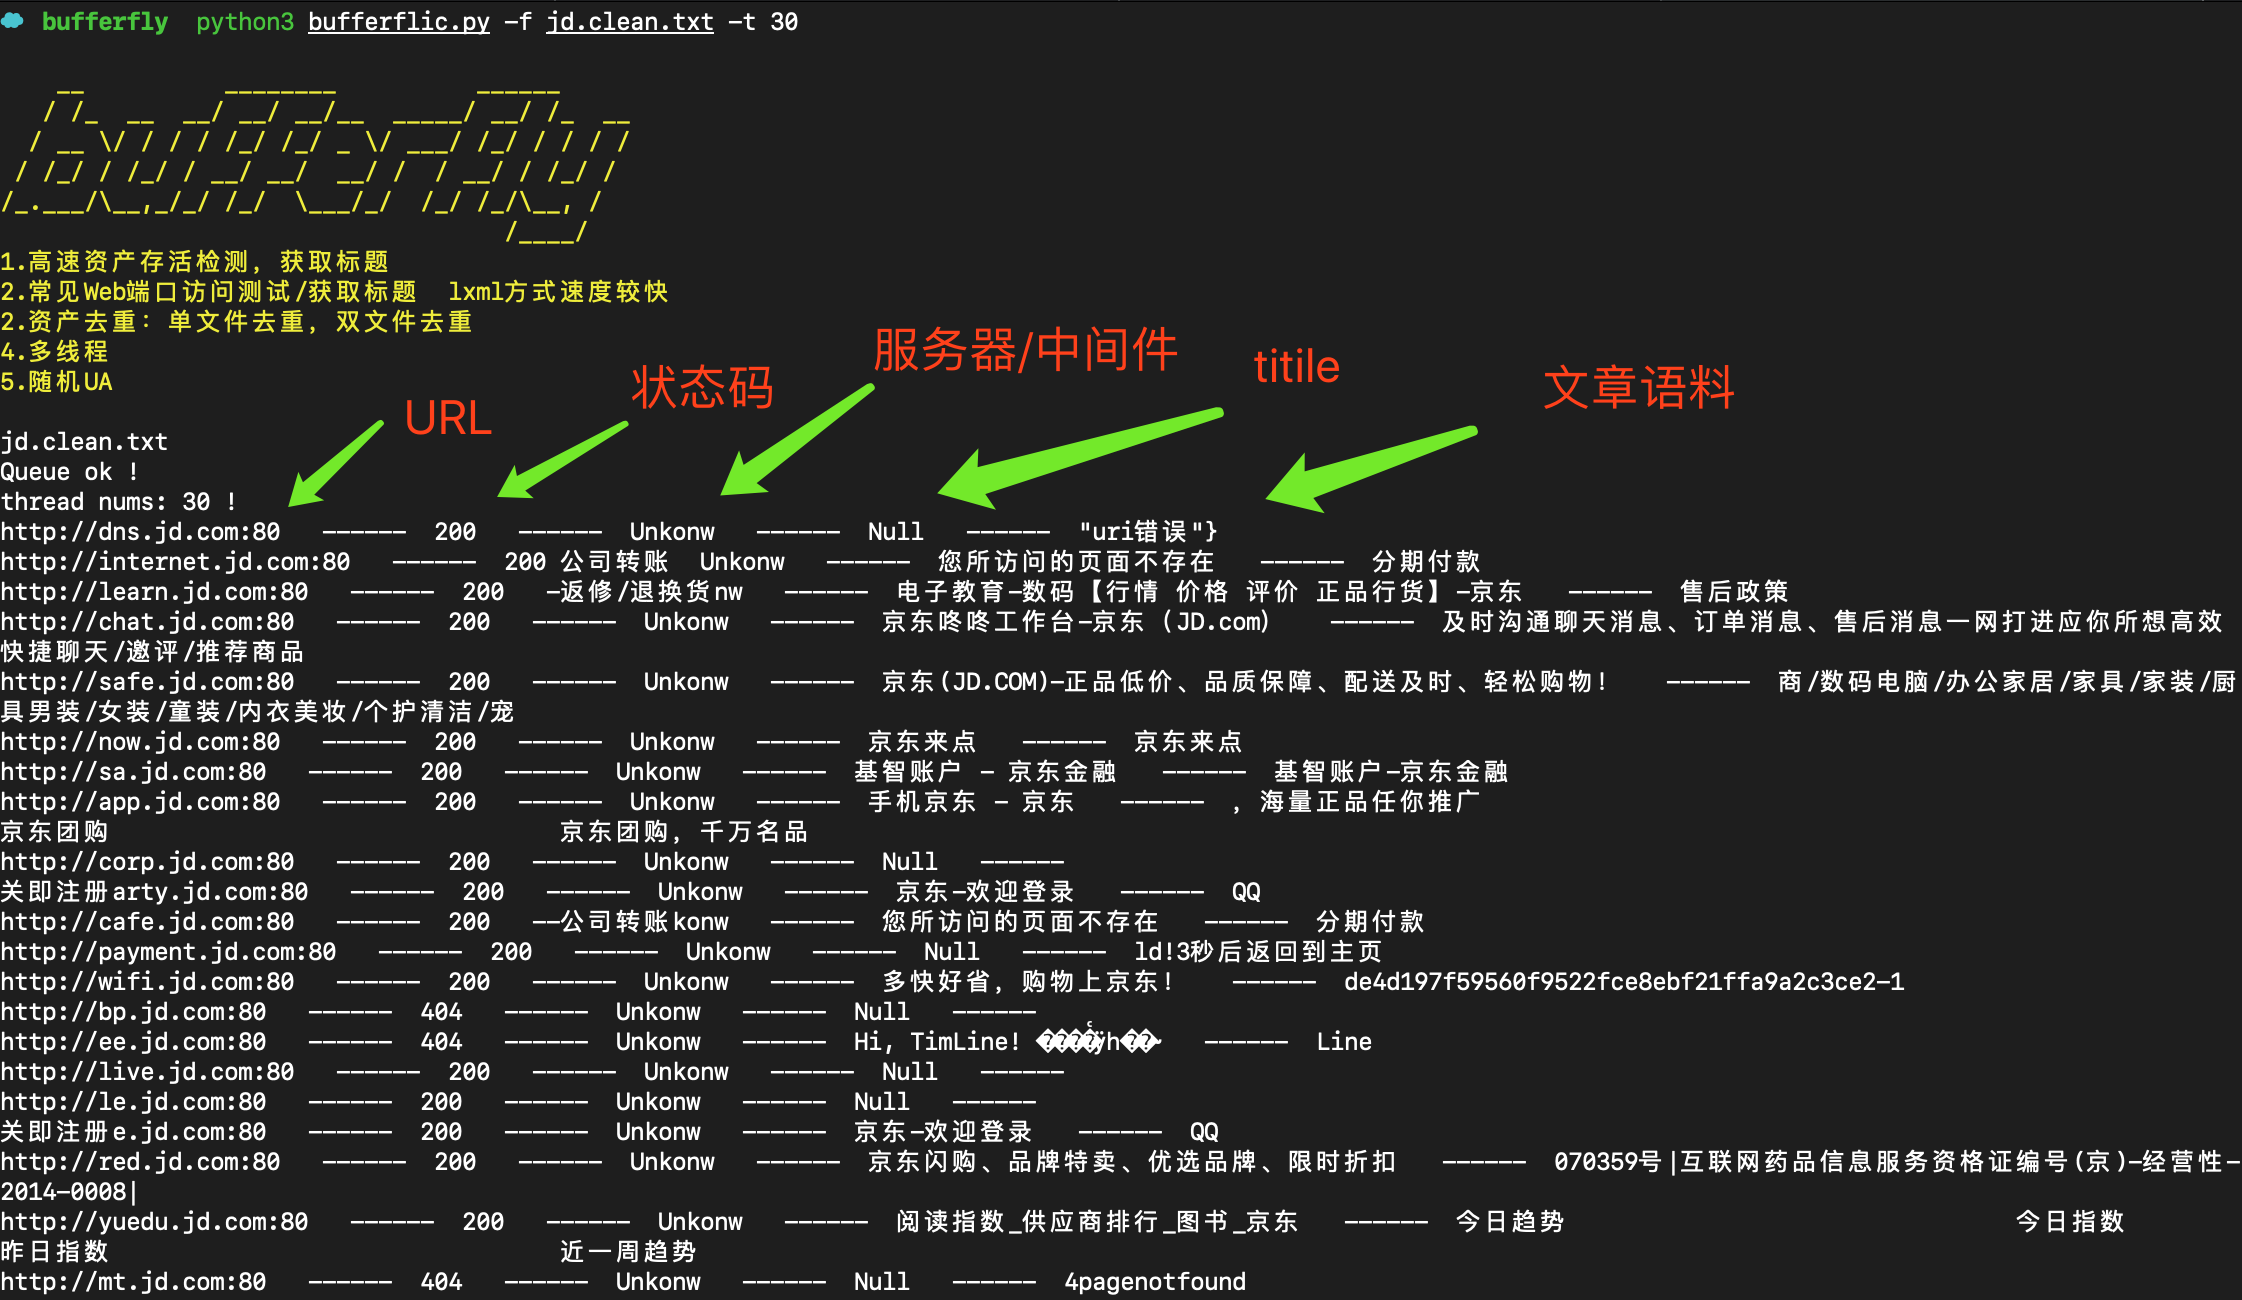 bufferfly python3 bufferflic.py -f jd.clean.txt -t 30
bufferfly
1.高速资产存活检测, 获取标题
2.常见Web端口访问测试/获取标题 lxml方式速度较快
2.资产去重: 单文件去重, 双文件去重
4.多线程
5.随机UA
URL
状态码
服务器/中间件
titile
文章语料
jd.clean.txt
Queue ok !
thread nums: 30 !
http://dns.jd.com:80 ------ 200 ------ Unkonw ------ Null ------ "uri错误"}
http://internet.jd.com:80 ------ 200 公司转账 Unkonw ------ 您所访问的页面不存在 ------ 分期付款
http://learn.jd.com:80 ------ 200 -返修/退换货nw ------ 电子教育-数码【行情 价格 评价 正品行货】-京东 ------ 售后政策
http://chat.jd.com:80 ------ 200 ------ Unkonw ------ 京东咚咚工作台-京东 (JD.com) ------ 及时沟通聊天消息、订单消息、售后消息一网打进应你所想高效
快捷聊天/邀评/推荐商品
http://safe.jd.com:80 ------ 200 ------ Unkonw ------ 京东(JD.COM)-正品低价、品质保障、配送及时、轻松购物! ------ 商/数码电脑/办公家居/家具/家装/厨
具男装/女装/童装/内衣美妆/个护清洁/宠
http://now.jd.com:80 ------ 200 ------ Unkonw ------ 京东来点 ------ 京东来点
http://sa.jd.com:80 ------ 200 ------ Unkonw ------ 基智账户 - 京东金融 ------ 基智账户-京东金融
http://app.jd.com:80 ------ 200 ------ Unkonw ------ 手机京东 - 京东 ------ ，海量正品任你推广
京东团购 京东团购, 千万名品
http://corp.jd.com:80 ------ 200 ------ Unkonw ------ Null ------
关即注册arty.jd.com:80 ------ 200 ------ Unkonw ------ 京东-欢迎登录 ------ QQ
http://cafe.jd.com:80 ------ 200 --公司转账konw ------ 您所访问的页面不存在 ------ 分期付款
http://payment.jd.com:80 ------ 200 ------ Unkonw ------ Null ------ ld!3秒后返回到主页
http://wifi.jd.com:80 ------ 200 ------ Unkonw ------ 多快好省, 购物上京东! ------ de4d197f59560f9522fce8ebf21ffa9a2c3ce2-1
http://bp.jd.com:80 ------ 404 ------ Unkonw ------ Null ------
http://ee.jd.com:80 ------ 404 ------ Unkonw ------ Hi, TimLine! ------ Line
http://live.jd.com:80 ------ 200 ------ Unkonw ------ Null ------
http://le.jd.com:80 ------ 200 ------ Unkonw ------ Null ------
关即注册e.jd.com:80 ------ 200 ------ Unkonw ------ 京东-欢迎登录 ------ QQ
http://red.jd.com:80 ------ 200 ------ Unkonw ------ 京东闪购、品牌特卖、优选品牌、限时折扣 ------ 070359号|互联网药品信息服务资格证编号(京)-经营性-
2014-0008|
http://yuedu.jd.com:80 ------ 200 ------ Unkonw ------ 阅读指数_供应商排行_图书_京东 ------ 今日趋势 今日指数
昨日指数 近一周趋势
http://mt.jd.com:80 ------ 404 ------ Unkonw ------ Null ------ 4pagenotfound